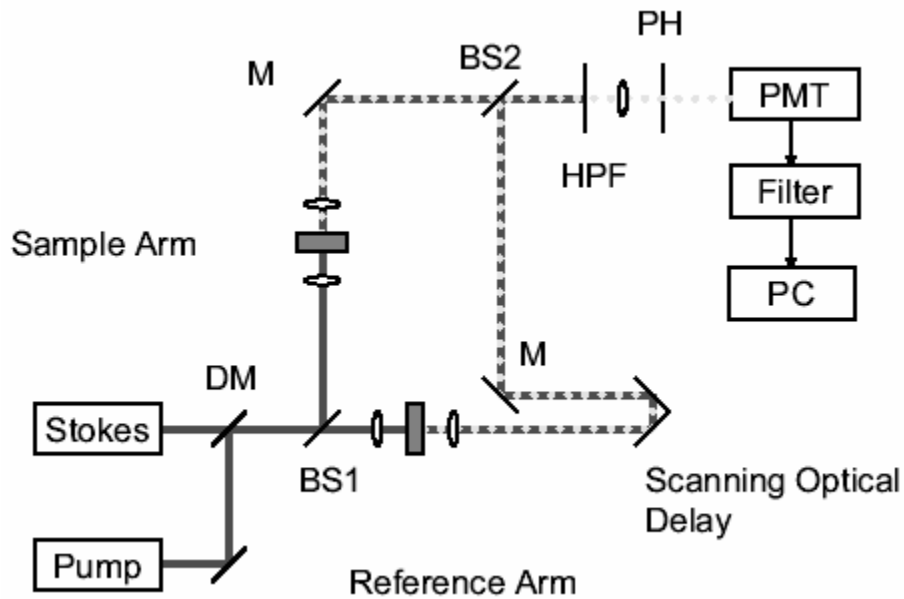 PH
BS2
M
PMT
HPF
Filter
Sample Arm
PC
M
DM
Stokes
BS1
Scanning Optical
Delay
Pump
Reference Arm